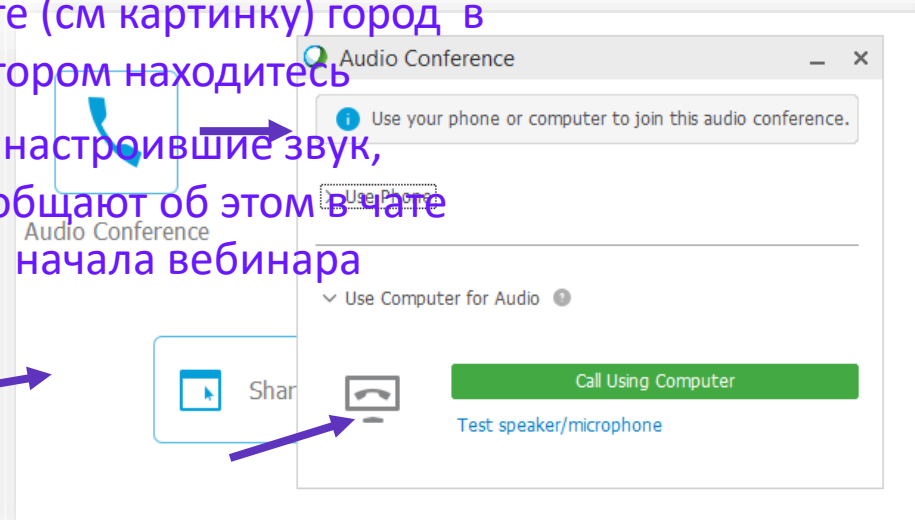 те (см картинку) город в
Audio Conference
тором находитесь
Use your phone or computer to join this audio conference.
настроившие звук,
Use Phone
общают об этом в чате
Audio Conference
начала вебинара
Use Computer for Audio
Shar
Call Using Computer
Test speaker/microphone